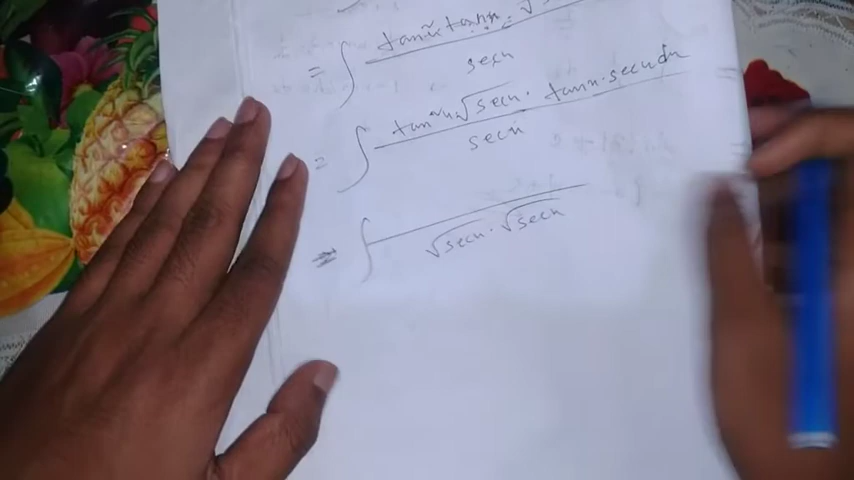 = ∫ tan²x tanx √s / secx
= ∫ tan²x √secx · tanx · secx dx / secx
= ∫ / √secx · √secx